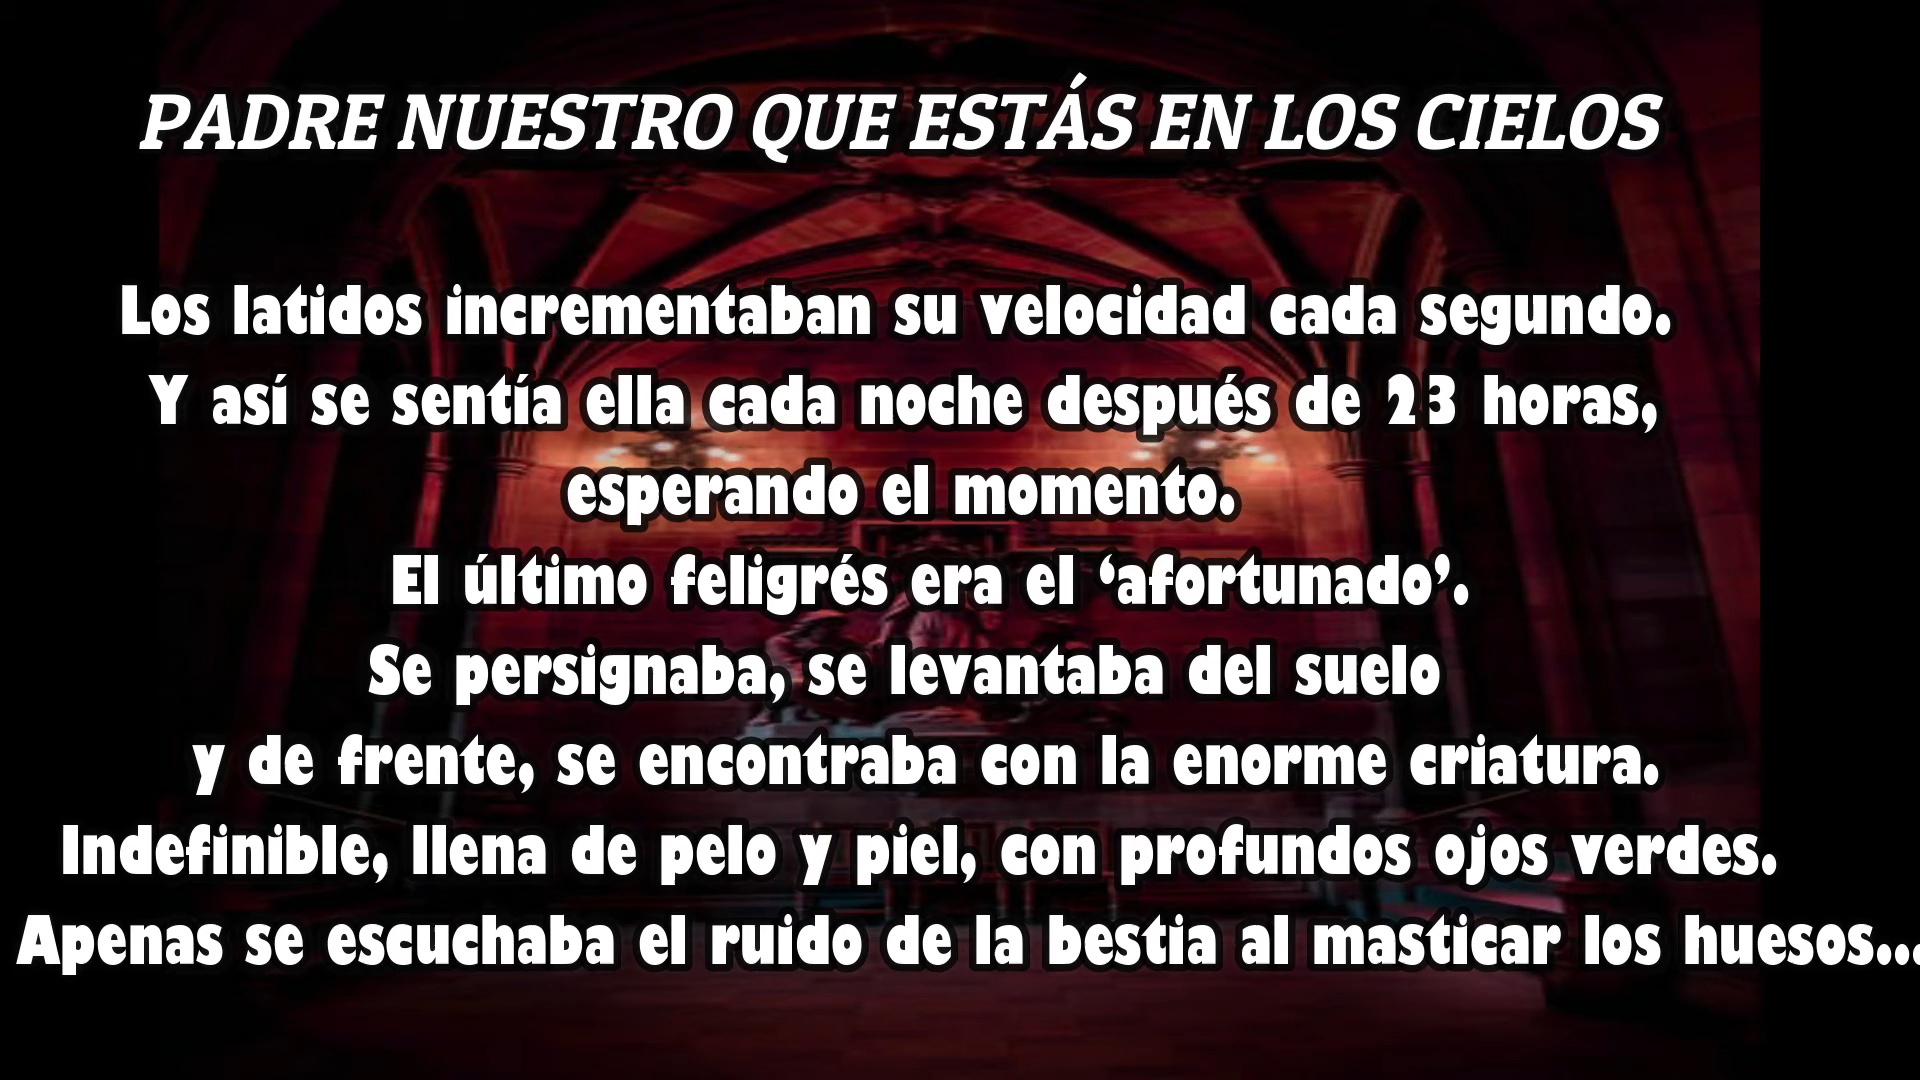 PADRE NUESTRO QUE ESTÁS EN LOS CIELOS
Los latidos incrementaban su velocidad cada segundo.
Y así se sentía ella cada noche después de 23 horas,
esperando el momento.
El último feligrés era el ‘afortunado’.
Se persignaba, se levantaba del suelo
y de frente, se encontraba con la enorme criatura.
Indefinible, llena de pelo y piel, con profundos ojos verdes.
Apenas se escuchaba el ruido de la bestia al masticar los huesos...